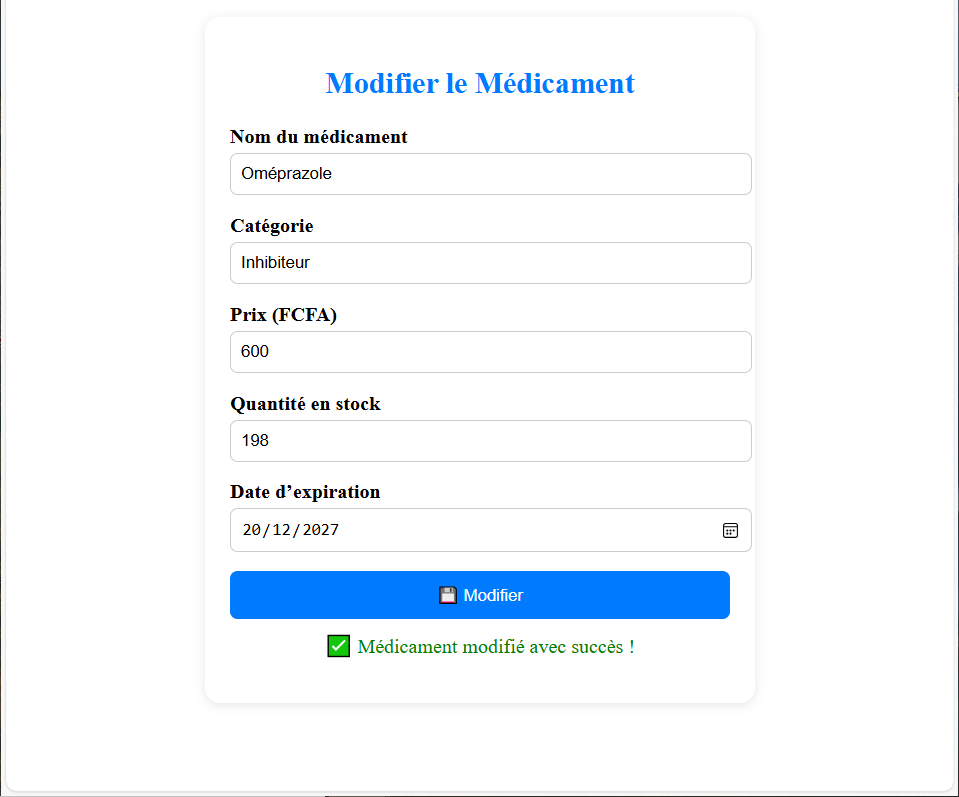 Modifier le Médicament
Nom du médicament
Oméprazole
Catégorie
Inhibiteur
Prix (FCFA)
600
Quantité en stock
198
Date d’expiration
20/12/2027
💾 Modifier
✅ Médicament modifié avec succès !